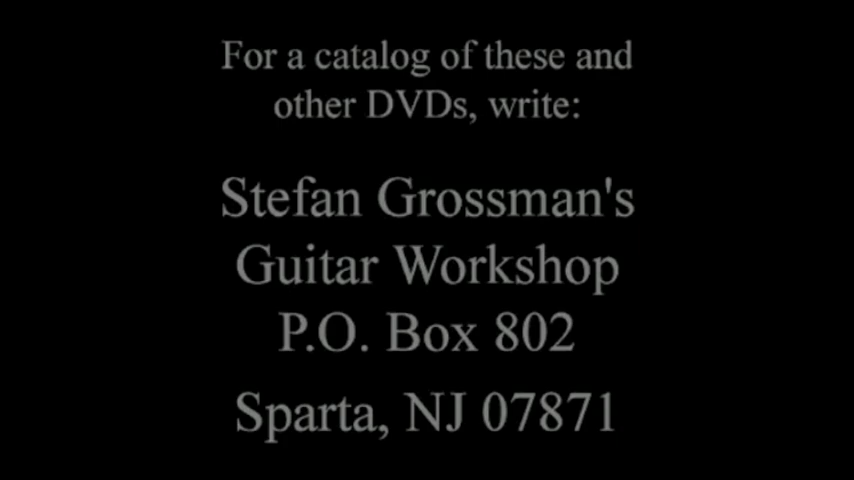 For a catalog of these and
other DVDs, write:
Stefan Grossman's
Guitar Workshop
P.O. Box 802
Sparta, NJ 07871